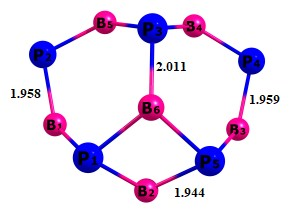 B₅ P₃ B₄
P₂ P₄
2.011
1.958 1.959
B₆
B₁ B₃
P₁ P₅
B₂ 1.944